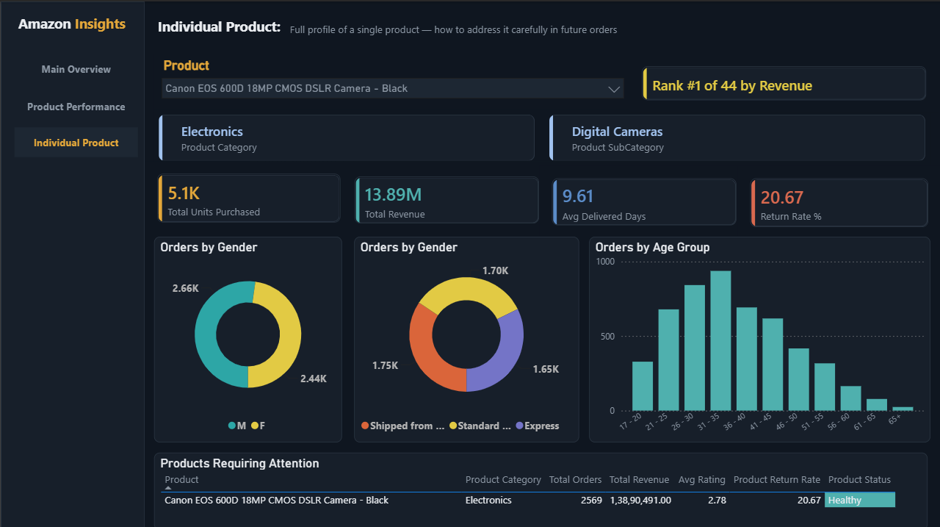 Amazon Insights
Main Overview
Product Performance
Individual Product
Individual Product: Full profile of a single product — how to address it carefully in future orders
Product
Canon EOS 600D 18MP CMOS DSLR Camera - Black
Rank #1 of 44 by Revenue
Electronics
Product Category
Digital Cameras
Product SubCategory
5.1K
Total Units Purchased
13.89M
Total Revenue
9.61
Avg Delivered Days
20.67
Return Rate %
Orders by Gender
2.66K
2.44K
M F
Orders by Gender
1.70K
1.75K
1.65K
Shipped from ... Standard ... Express
Orders by Age Group
1000
500
0
17 - 20 21 - 25 26 - 30 31 - 35 36 - 40 41 - 45 46 - 50 51 - 55 56 - 60 61 - 65 65+
Products Requiring Attention
Product Product Category Total Orders Total Revenue Avg Rating Product Return Rate Product Status
Canon EOS 600D 18MP CMOS DSLR Camera - Black Electronics 2569 1,38,90,491.00 2.78 20.67 Healthy